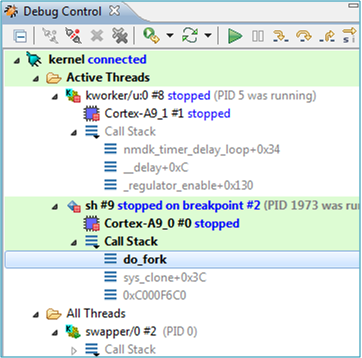 Debug Control
kernel connected
Active Threads
kworker/u:0 #8 stopped (PID 5 was running)
Cortex-A9_1 #1 stopped
Call Stack
nmdk_timer_delay_loop+0x34
__delay+0xC
_regulator_enable+0x130
sh #9 stopped on breakpoint #2 (PID 1973 was run
Cortex-A9_0 #0 stopped
Call Stack
do_fork
sys_clone+0x3C
0xC000F6C0
All Threads
swapper/0 #2 (PID 0)
Call Stack